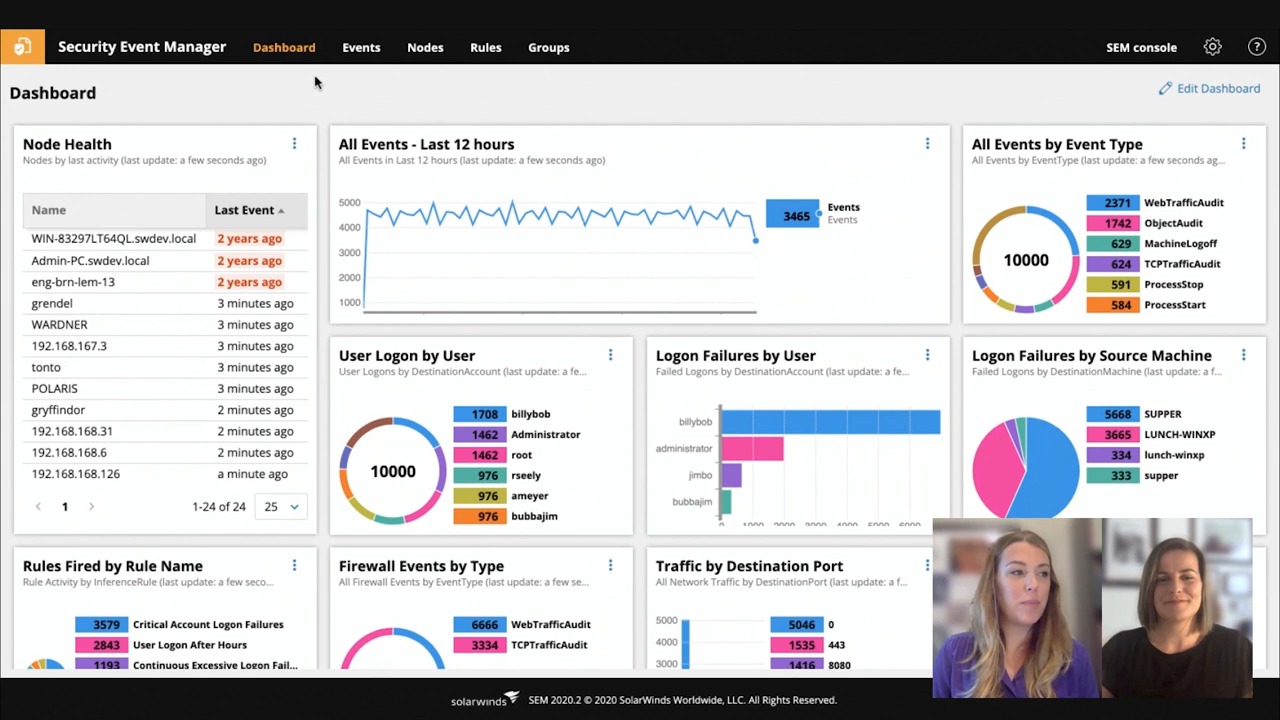 Security Event Manager
Dashboard
Events
Nodes
Rules
Groups
SEM console
?
Dashboard
Edit Dashboard
Node Health
Nodes by last activity (last update: a few seconds ago)
Name Last Event
WIN-83297LT64QL.swdev.local 2 years ago
Admin-PC.swdev.local 2 years ago
eng-brn-lem-13 2 years ago
grendel 3 minutes ago
WARDNER 3 minutes ago
192.168.167.3 3 minutes ago
tonto 3 minutes ago
POLARIS 3 minutes ago
gryffindor 2 minutes ago
192.168.168.31 2 minutes ago
192.168.168.6 2 minutes ago
192.168.168.126 a minute ago
1 1-24 of 24 25
All Events - Last 12 hours
All Events in Last 12 hours (last update: a few seconds ago)
5000
4000
3000
2000
1000
3465 Events
Events
All Events by Event Type
All Events by EventType (last update: a few seconds ag...
10000
2371 WebTrafficAudit
1742 ObjectAudit
629 MachineLogoff
624 TCPTrafficAudit
591 ProcessStop
584 ProcessStart
User Logon by User
User Logons by DestinationAccount (last update: a fe...
10000
1708 billybob
1462 Administrator
1462 root
976 rseely
976 ameyer
976 bubbajim
Logon Failures by User
Failed Logons by DestinationAccount (last update: a fe...
billybob
administrator
jimbo
bubbajim
0 1000 2000 3000 4000 5000 6000
Logon Failures by Source Machine
Failed Logons by DestinationMachine (last update: a f...
5668 SUPPER
3665 LUNCH-WINXP
334 lunch-winxp
333 supper
Rules Fired by Rule Name
Rule Activity by InferenceRule (last update: a few seco...
3579 Critical Account Logon Failures
2843 User Logon After Hours
1193 Continuous Excessive Logon Fail...
Firewall Events by Type
All Firewall Events by EventType (last update: a few se...
6666 WebTrafficAudit
3334 TCPTrafficAudit
Traffic by Destination Port
All Network Traffic by DestinationPort (last update: a f...
5000
4000
3000
5046 0
1535 443
1416 8080
solarwinds SEM 2020.2 © 2020 SolarWinds Worldwide, LLC. All Rights Reserved.